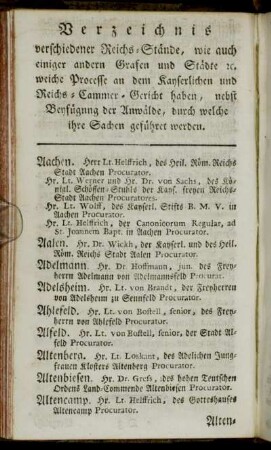 Verzeichnis
verschiedener Reichs-Stände, wie auch
einiger andern Grafen und Städte ꝛc.
welche Processe an dem Kayserlichen und
Reichs-Cammer-Gericht haben, nebst
Beyfügung der Anwälde, durch welche
ihre Sachen geführet werden.
Aachen. Herr Lt. Helffrich, des Heil. Röm. Reichs
Stadt Aachen Procurator.
Hr. Lt. Werner und Hr. Dr. von Sachs, des Kö-
nigl. Schöffen-Stuhls der Kays. freyen Reichs-
Stadt Aachen Procuratores.
Hr. Lt. Wolff, des Kayserl. Stifts B. M. V. in
Aachen Procurator.
Hr. Lt. Helffrich, der Canonicorum Regular, ad
St. Joannem Bapt. in Aachen Procurator.
Aalen. Hr. Dr. Wickh, der Kayserl. und des Heil.
Röm. Reichs Stadt Aalen Procurator.
Adelmann. Hr. Dr. Hoffmann, jun. des Frey-
herrn Adelmann von Adelmannsfeld Procurat.
Adelsheim. Hr. Lt. von Brandt, der Freyherren
von Adelsheim zu Sennfeld Procurator.
Ahlefeld. Hr. Lt. von Bostell, senior, des Frey-
herrn von Ahlefeld Procurator.
Alfeld. Hr. Lt. von Bostell, senior, der Stadt Al-
feld Procurator.
Altenberg. Hr. Lt. Loskant, des Adelichen Jung-
frauen Klosters Altenberg Procurator.
Altenbiesen. Hr. Dr. Greß, des hohen Teutschen
Ordens Land-Commende Altenbiesen Procurator.
Altencamp. Hr. Lt. Helffrich, des Gotteshauses
Altencamp Procurator.
Alten-